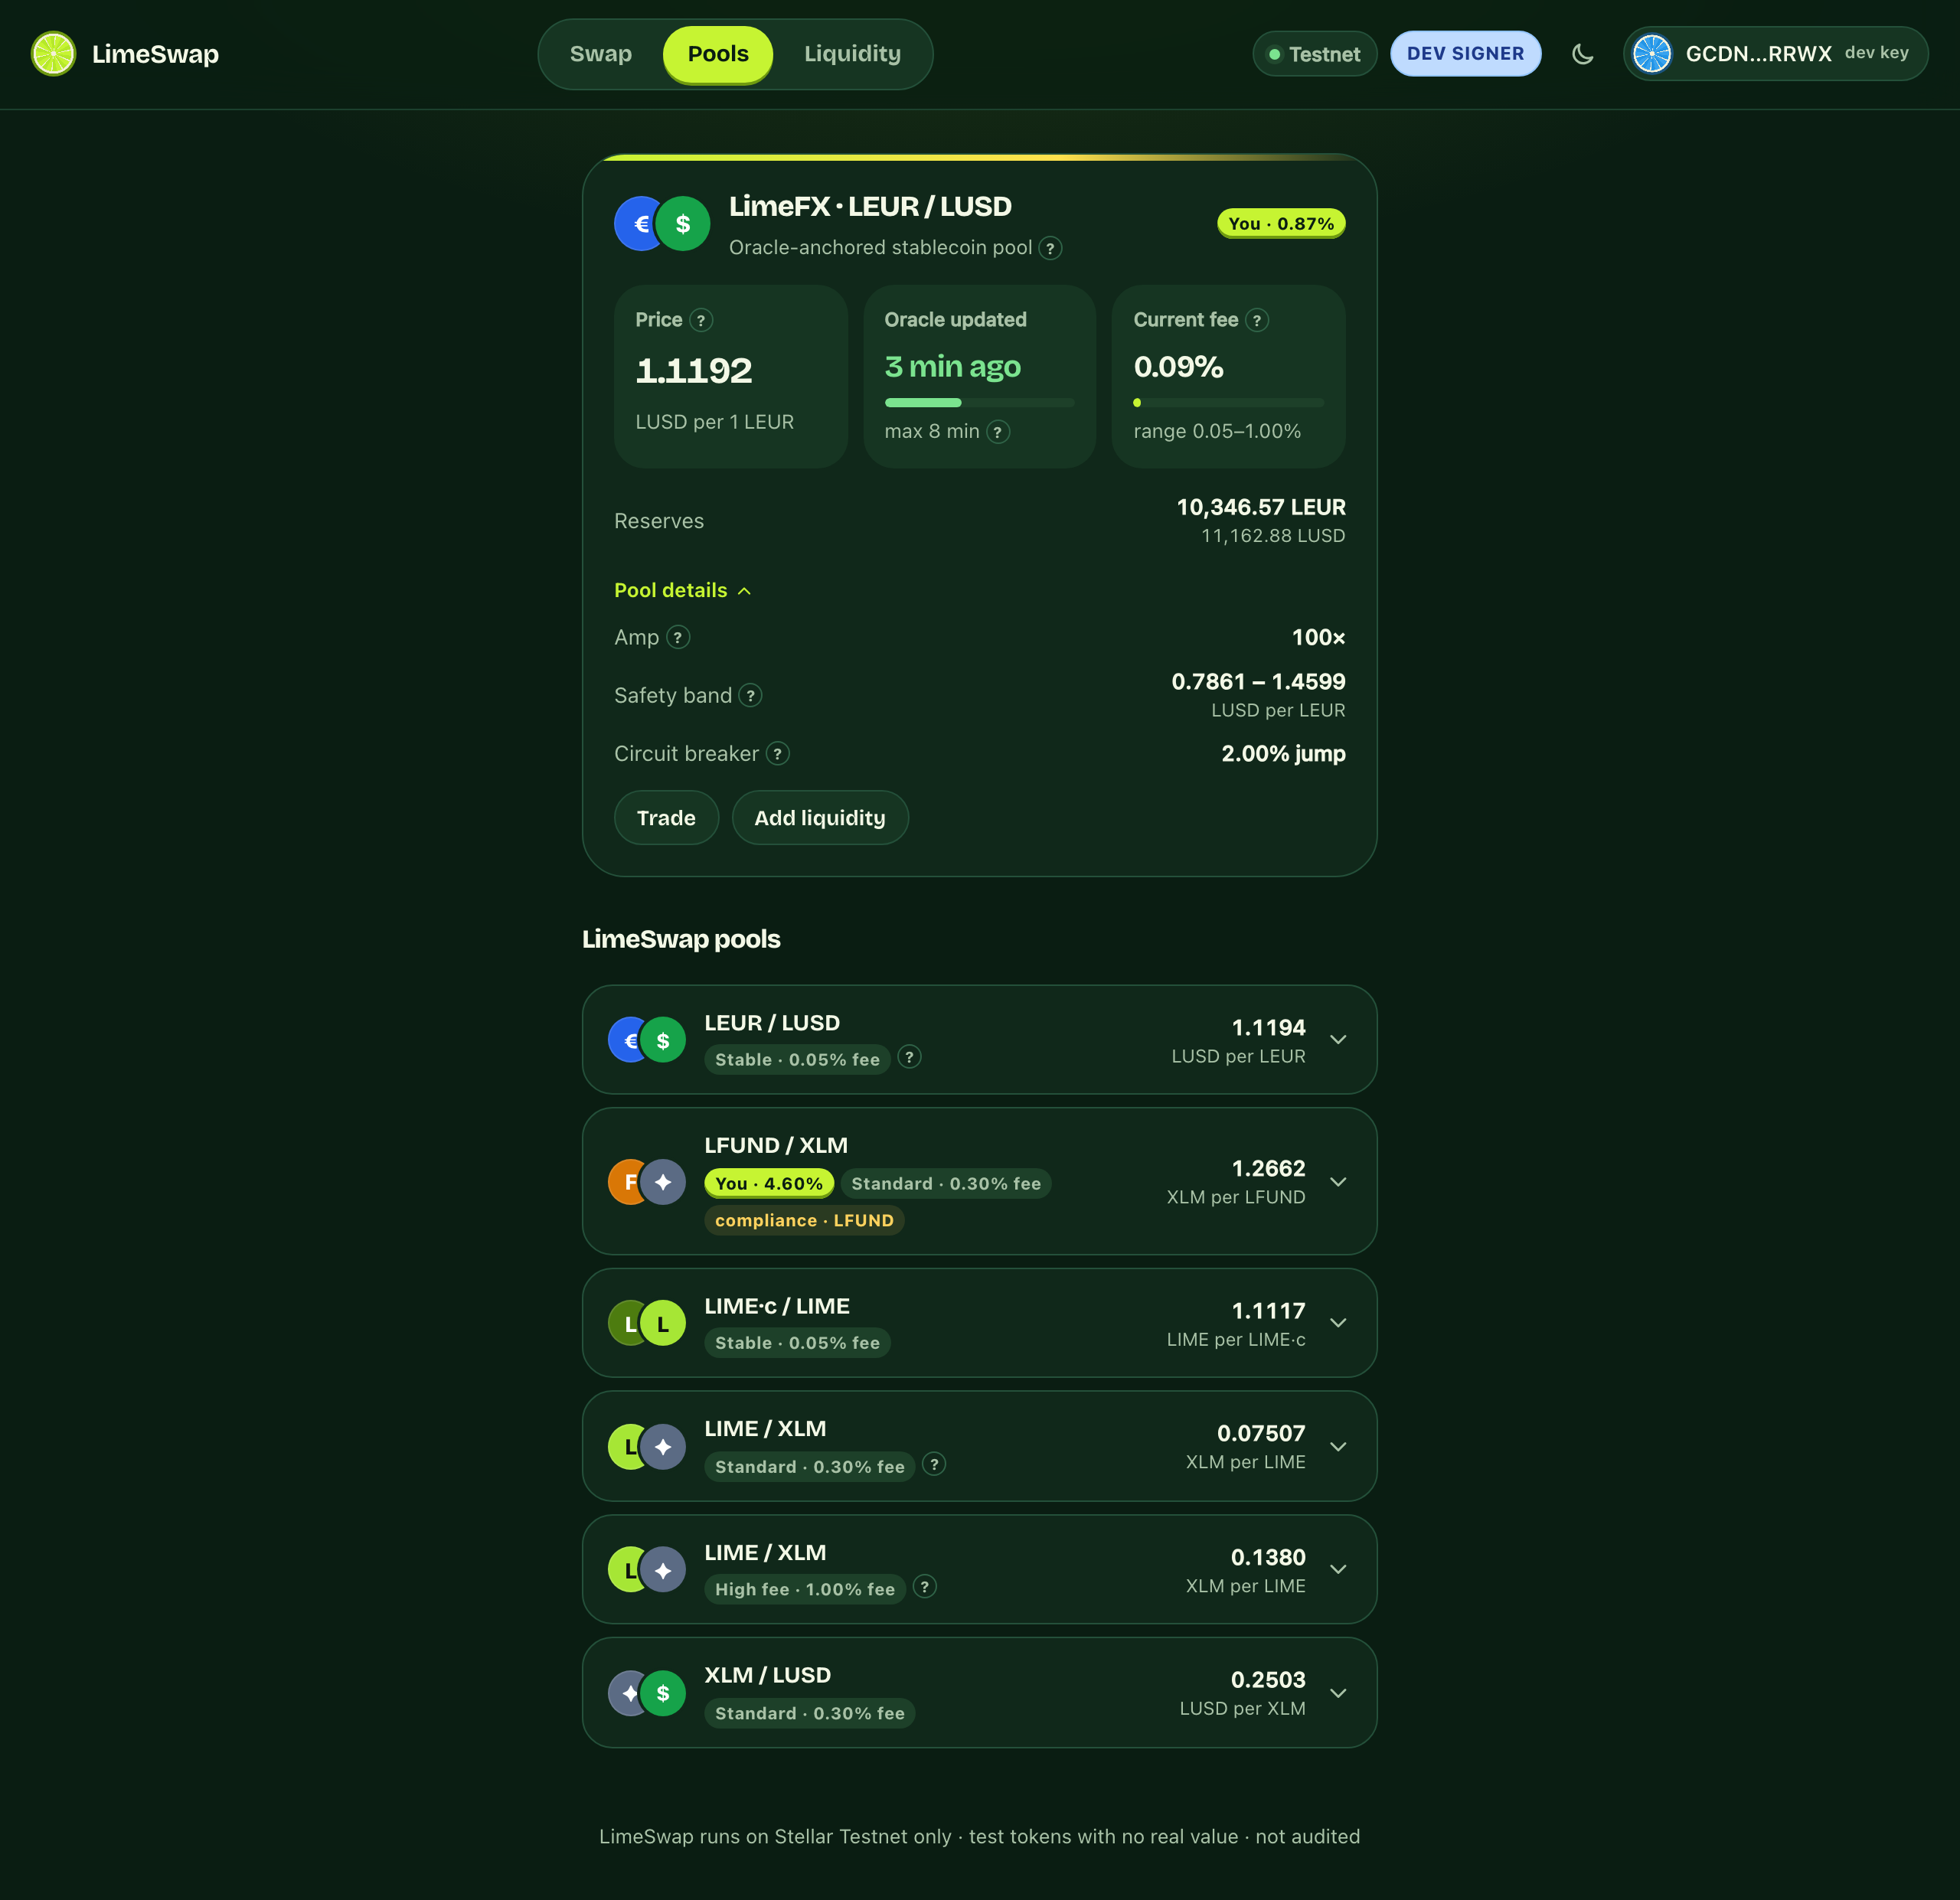 LimeSwap
Swap
Pools
Liquidity
Testnet
DEV SIGNER
GCDN...RRWX dev key
€ $
LimeFX · LEUR / LUSD
Oracle-anchored stablecoin pool ?
You · 0.87%
Price ?
1.1192
LUSD per 1 LEUR
Oracle updated
3 min ago
max 8 min ?
Current fee ?
0.09%
range 0.05–1.00%
Reserves
10,346.57 LEUR
11,162.88 LUSD
Pool details
Amp ?
100×
Safety band ?
0.7861 – 1.4599
LUSD per LEUR
Circuit breaker ?
2.00% jump
Trade
Add liquidity
LimeSwap pools
€ $
LEUR / LUSD
Stable · 0.05% fee ?
1.1194
LUSD per LEUR
F
LFUND / XLM
You · 4.60% Standard · 0.30% fee
compliance · LFUND
1.2662
XLM per LFUND
L L
LIME·c / LIME
Stable · 0.05% fee
1.1117
LIME per LIME·c
L
LIME / XLM
Standard · 0.30% fee ?
0.07507
XLM per LIME
L
LIME / XLM
High fee · 1.00% fee ?
0.1380
XLM per LIME
$
XLM / LUSD
Standard · 0.30% fee
0.2503
LUSD per XLM
LimeSwap runs on Stellar Testnet only · test tokens with no real value · not audited